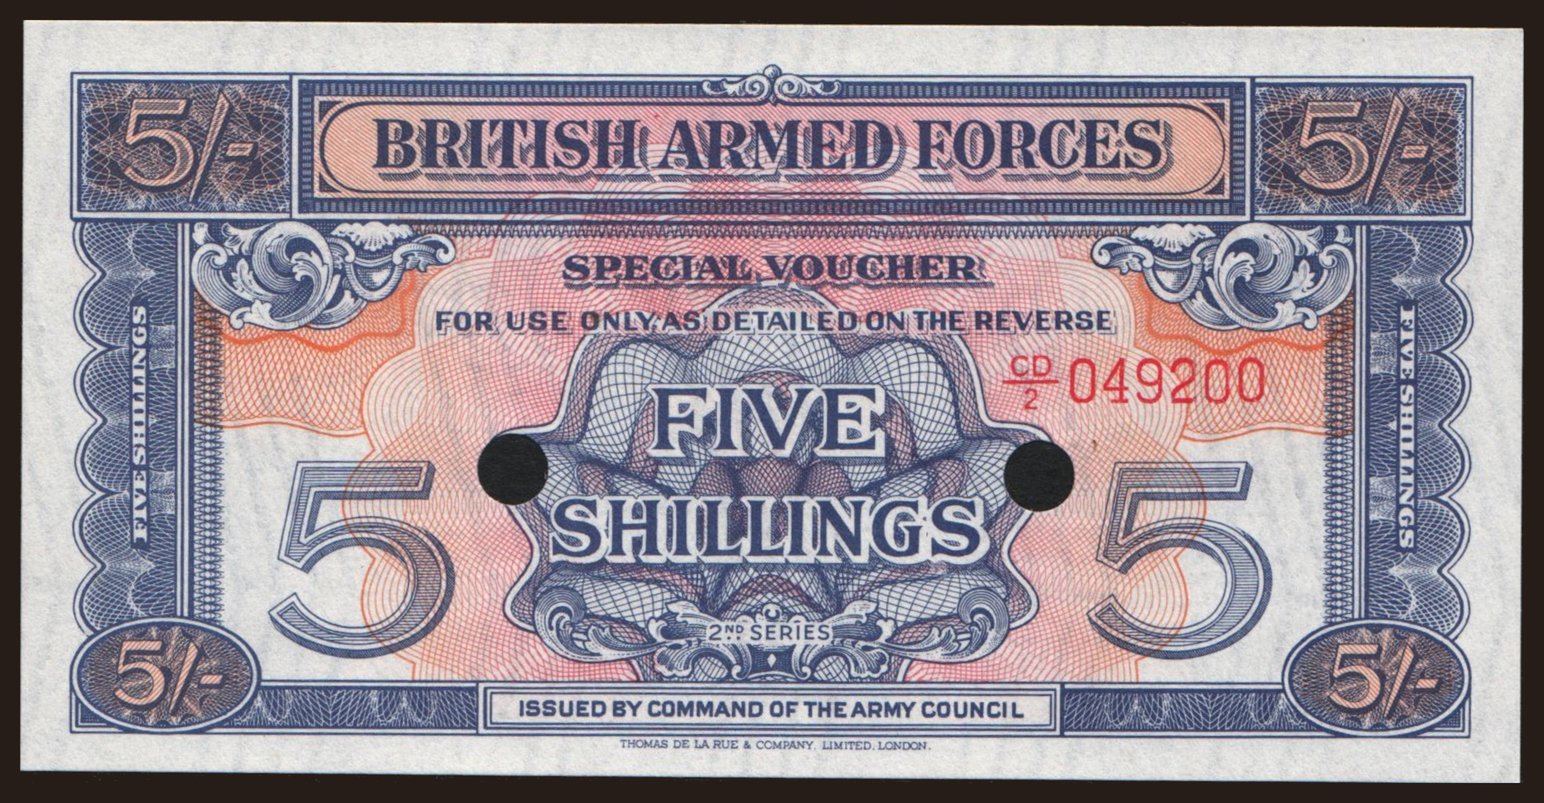 5/- BRITISH ARMED FORCES 5/-
SPECIAL VOUCHER
FOR USE ONLY AS DETAILED ON THE REVERSE
CD/2 049200
FIVE SHILLINGS
FIVE SHILLINGS
FIVE
5 5
SHILLINGS
2ND SERIES
5/- 5/-
ISSUED BY COMMAND OF THE ARMY COUNCIL
THOMAS DE LA RUE & COMPANY, LIMITED, LONDON.